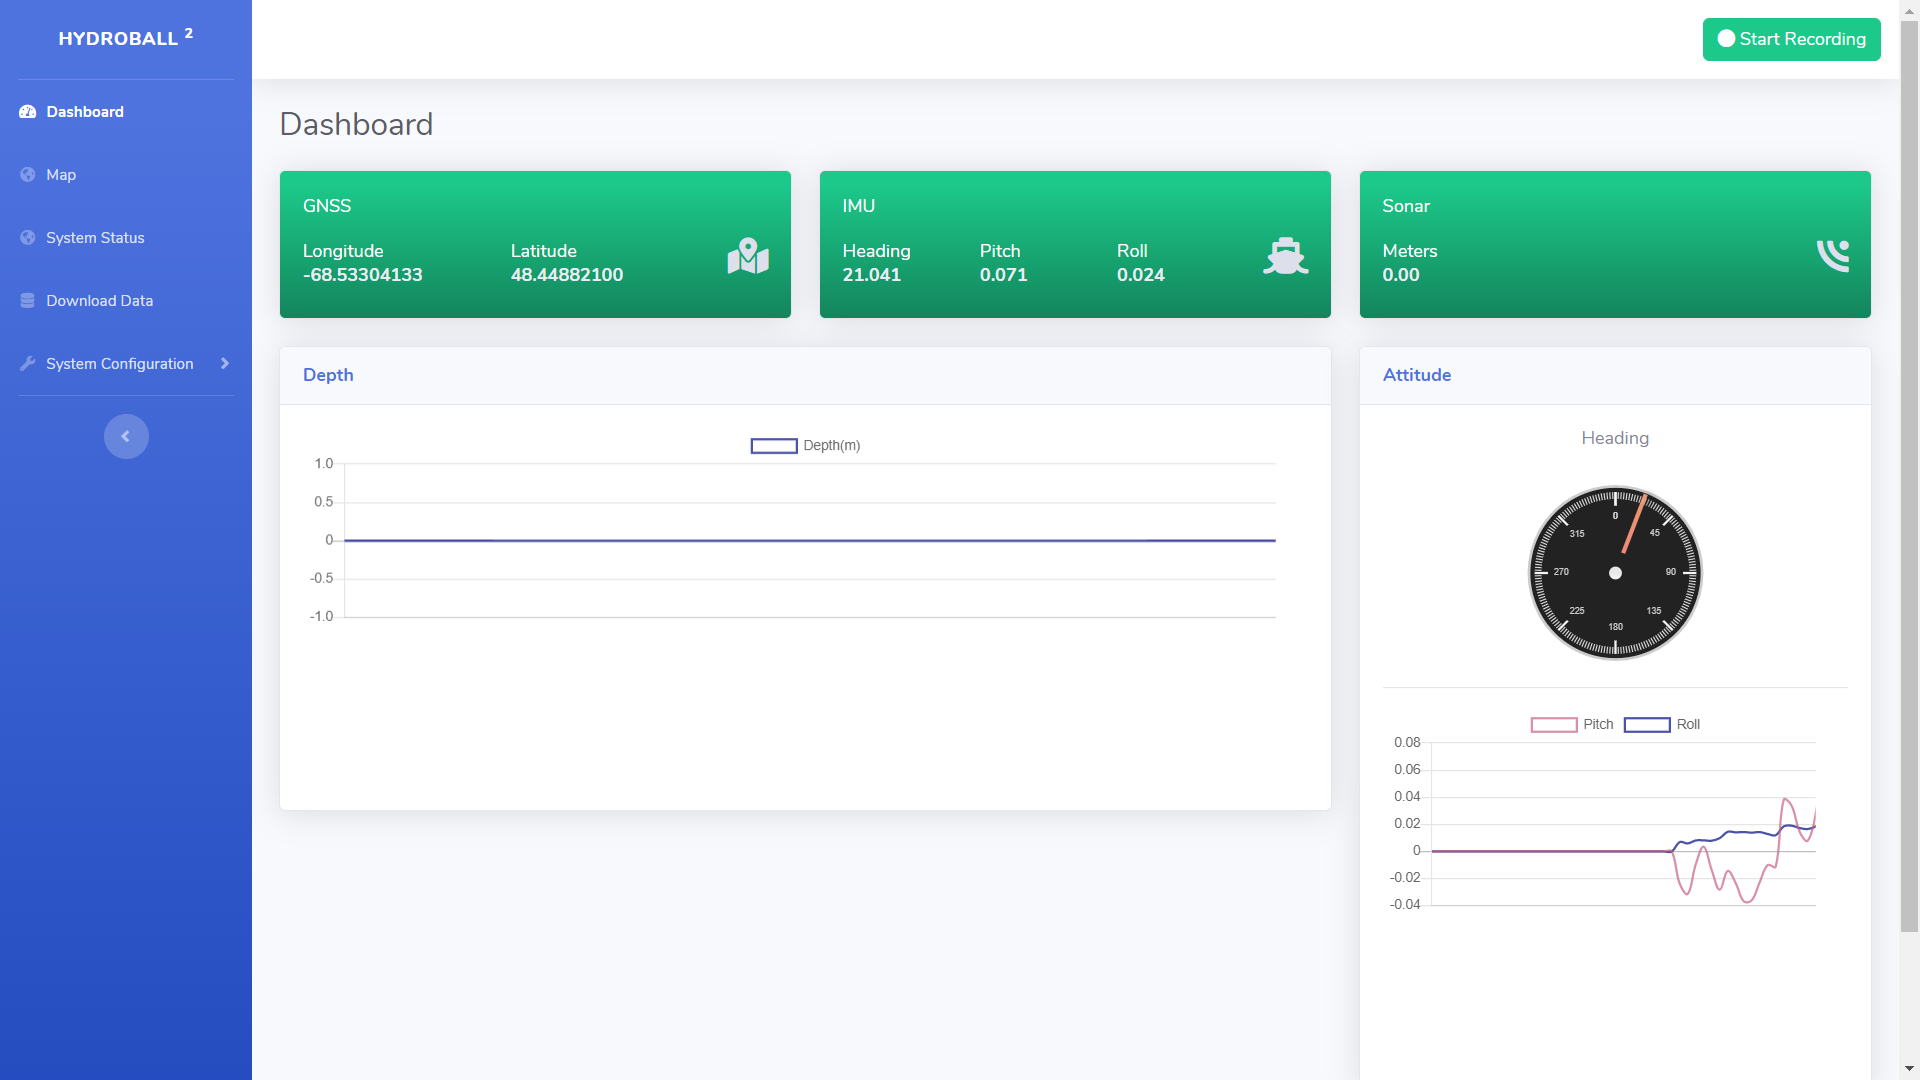 HYDROBALL 2
Start Recording
Dashboard
Map
System Status
Download Data
System Configuration
Dashboard
GNSS
Longitude Latitude
-68.53304133 48.44882100
IMU
Heading Pitch Roll
21.041 0.071 0.024
Sonar
Meters
0.00
Depth
Depth(m)
1.0
0.5
0
-0.5
-1.0
Attitude
Heading
0
45
90
135
180
225
270
315
Pitch Roll
0.08
0.06
0.04
0.02
0
-0.02
-0.04